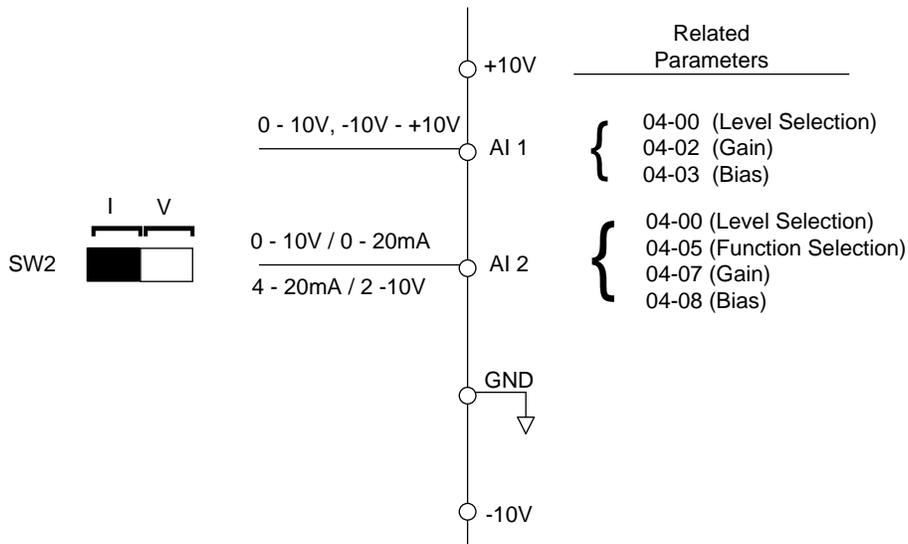 Related
Parameters
+10V
0 - 10V, -10V - +10V
AI 1
04-00 (Level Selection)
04-02 (Gain)
04-03 (Bias)
I V
SW2
0 - 10V / 0 - 20mA
4 - 20mA / 2 -10V
AI 2
04-00 (Level Selection)
04-05 (Function Selection)
04-07 (Gain)
04-08 (Bias)
GND
-10V